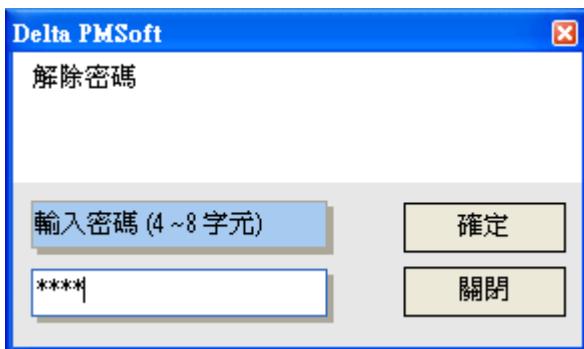 Delta PMSoft
解除密碼
輸入密碼 (4 ~8 字元)
確定
****
關閉